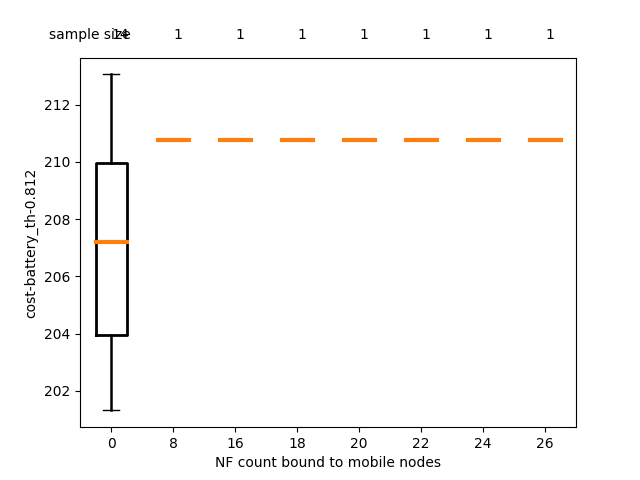 sample size 14 1 1 1 1 1 1 1
212
210
208
206
204
202
cost-battery_th-0.812
0 8 16 18 20 22 24 26
NF count bound to mobile nodes